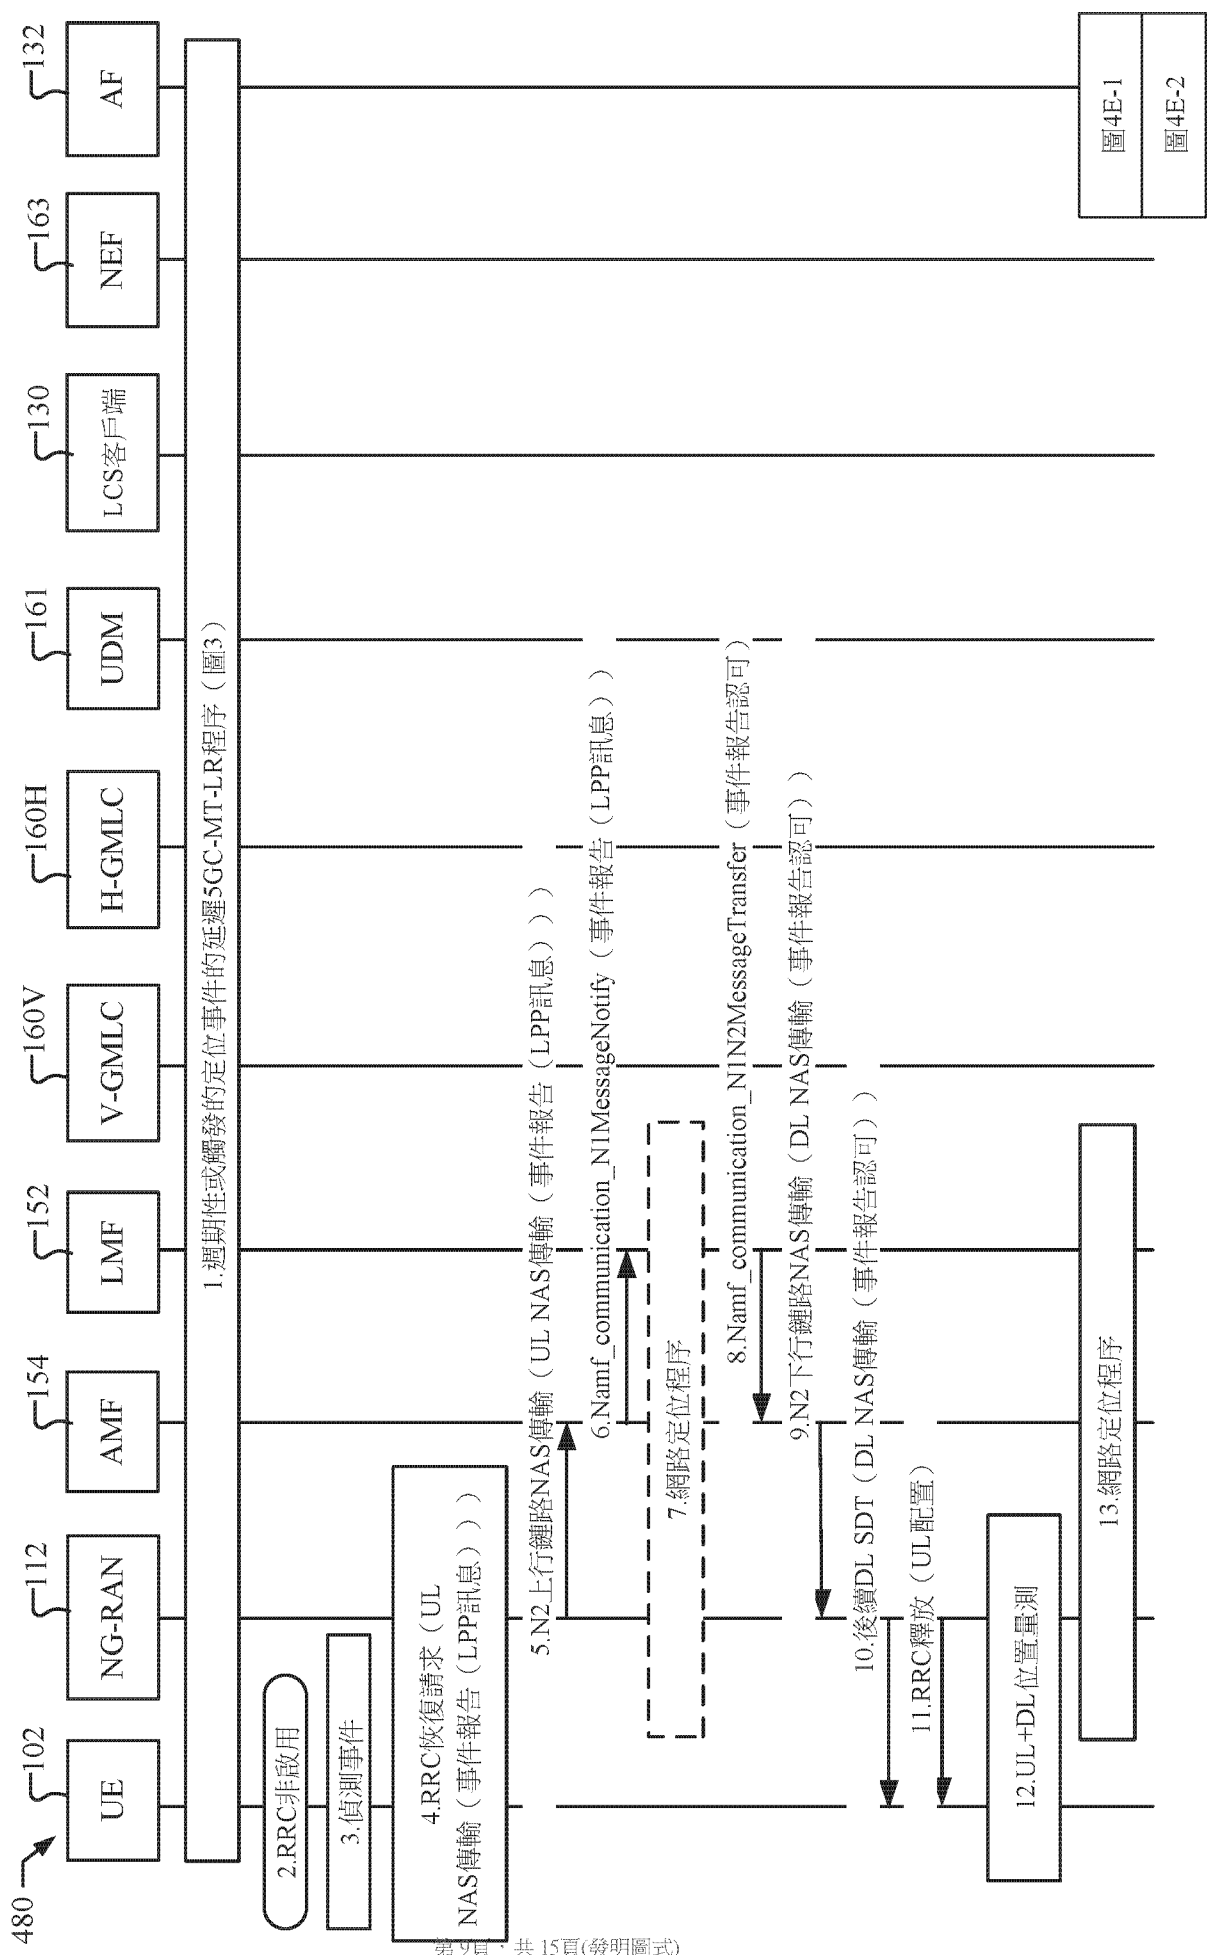 480
102
112
154
152
160V
160H
161
130
163
132
UE
NG-RAN
AMF
LMF
V-GMLC
H-GMLC
UDM
LCS客戶端
NEF
AF
1.週期性或觸發的定位事件的延遲5GC-MT-LR程序（圖3）
2.RRC非啟用
3.偵測事件
4.RRC恢復請求（UL
NAS傳輸（事件報告（LPP訊息）））
5.N2上行鏈路NAS傳輸（UL NAS傳輸（事件報告（LPP訊息）））
6.Namf_communication_N1MessageNotify（事件報告（LPP訊息））
7.網路定位程序
8.Namf_communication_N1N2MessageTransfer（事件報告認可）
9.N2下行鏈路NAS傳輸（DL NAS傳輸（事件報告認可））
10.後續DL SDT（DL NAS傳輸（事件報告認可））
11.RRC釋放（UL配置）
12.UL+DL位置量測
13.網路定位程序
圖4E-1
圖4E-2
第 9頁，共 15頁(發明圖式)